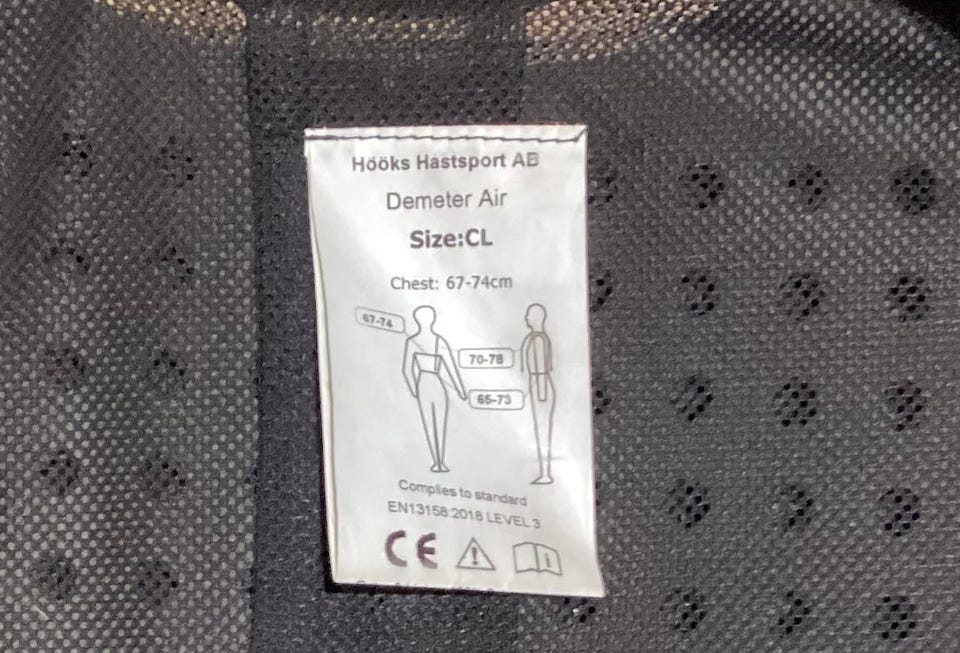 Hööks Hastsport AB
Demeter Air
Size:CL
Chest: 67-74cm
67-74
70-78
65-73
Complies to standard
EN13158:2018 LEVEL 3
CE